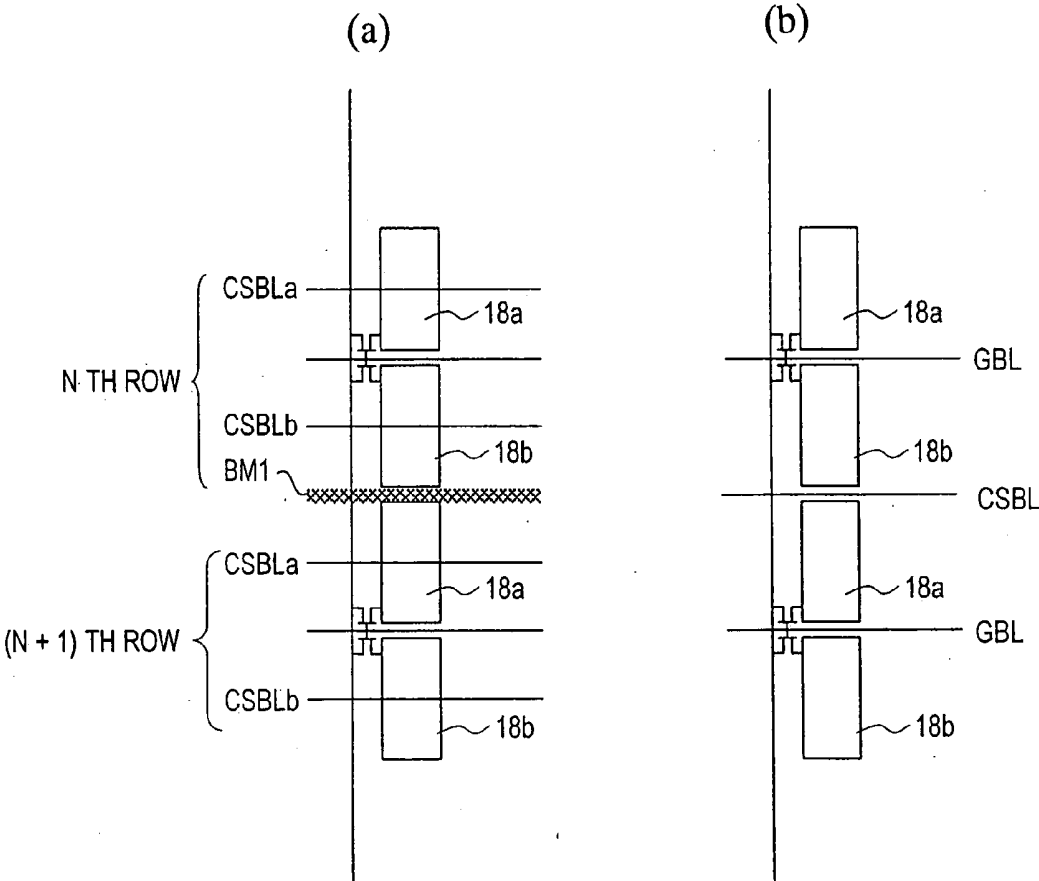 (a)
CSBLa
18a
N TH ROW
CSBLb
18b
BM1
CSBLa
18a
(N + 1) TH ROW
CSBLb
18b
(b)
18a
GBL
18b
CSBL
18a
GBL
18b